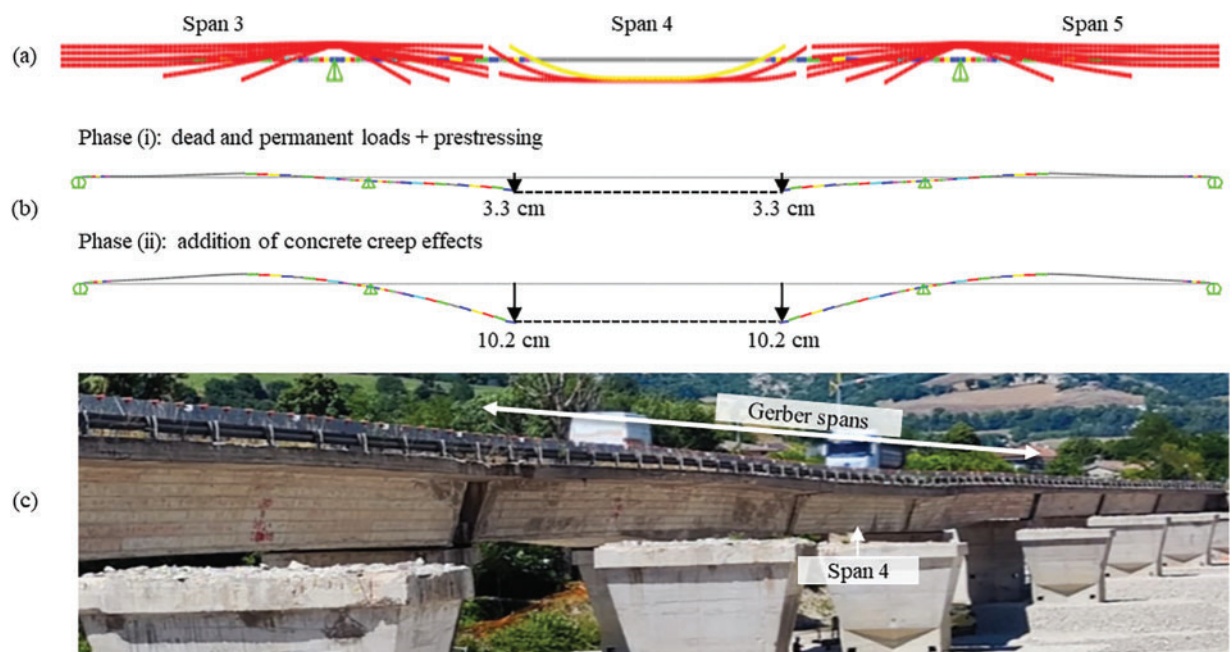 Span 3 Span 4 Span 5
(a)
Phase (i): dead and permanent loads + prestressing
3.3 cm 3.3 cm
(b)
Phase (ii): addition of concrete creep effects
10.2 cm 10.2 cm
Gerber spans
(c)
Span 4